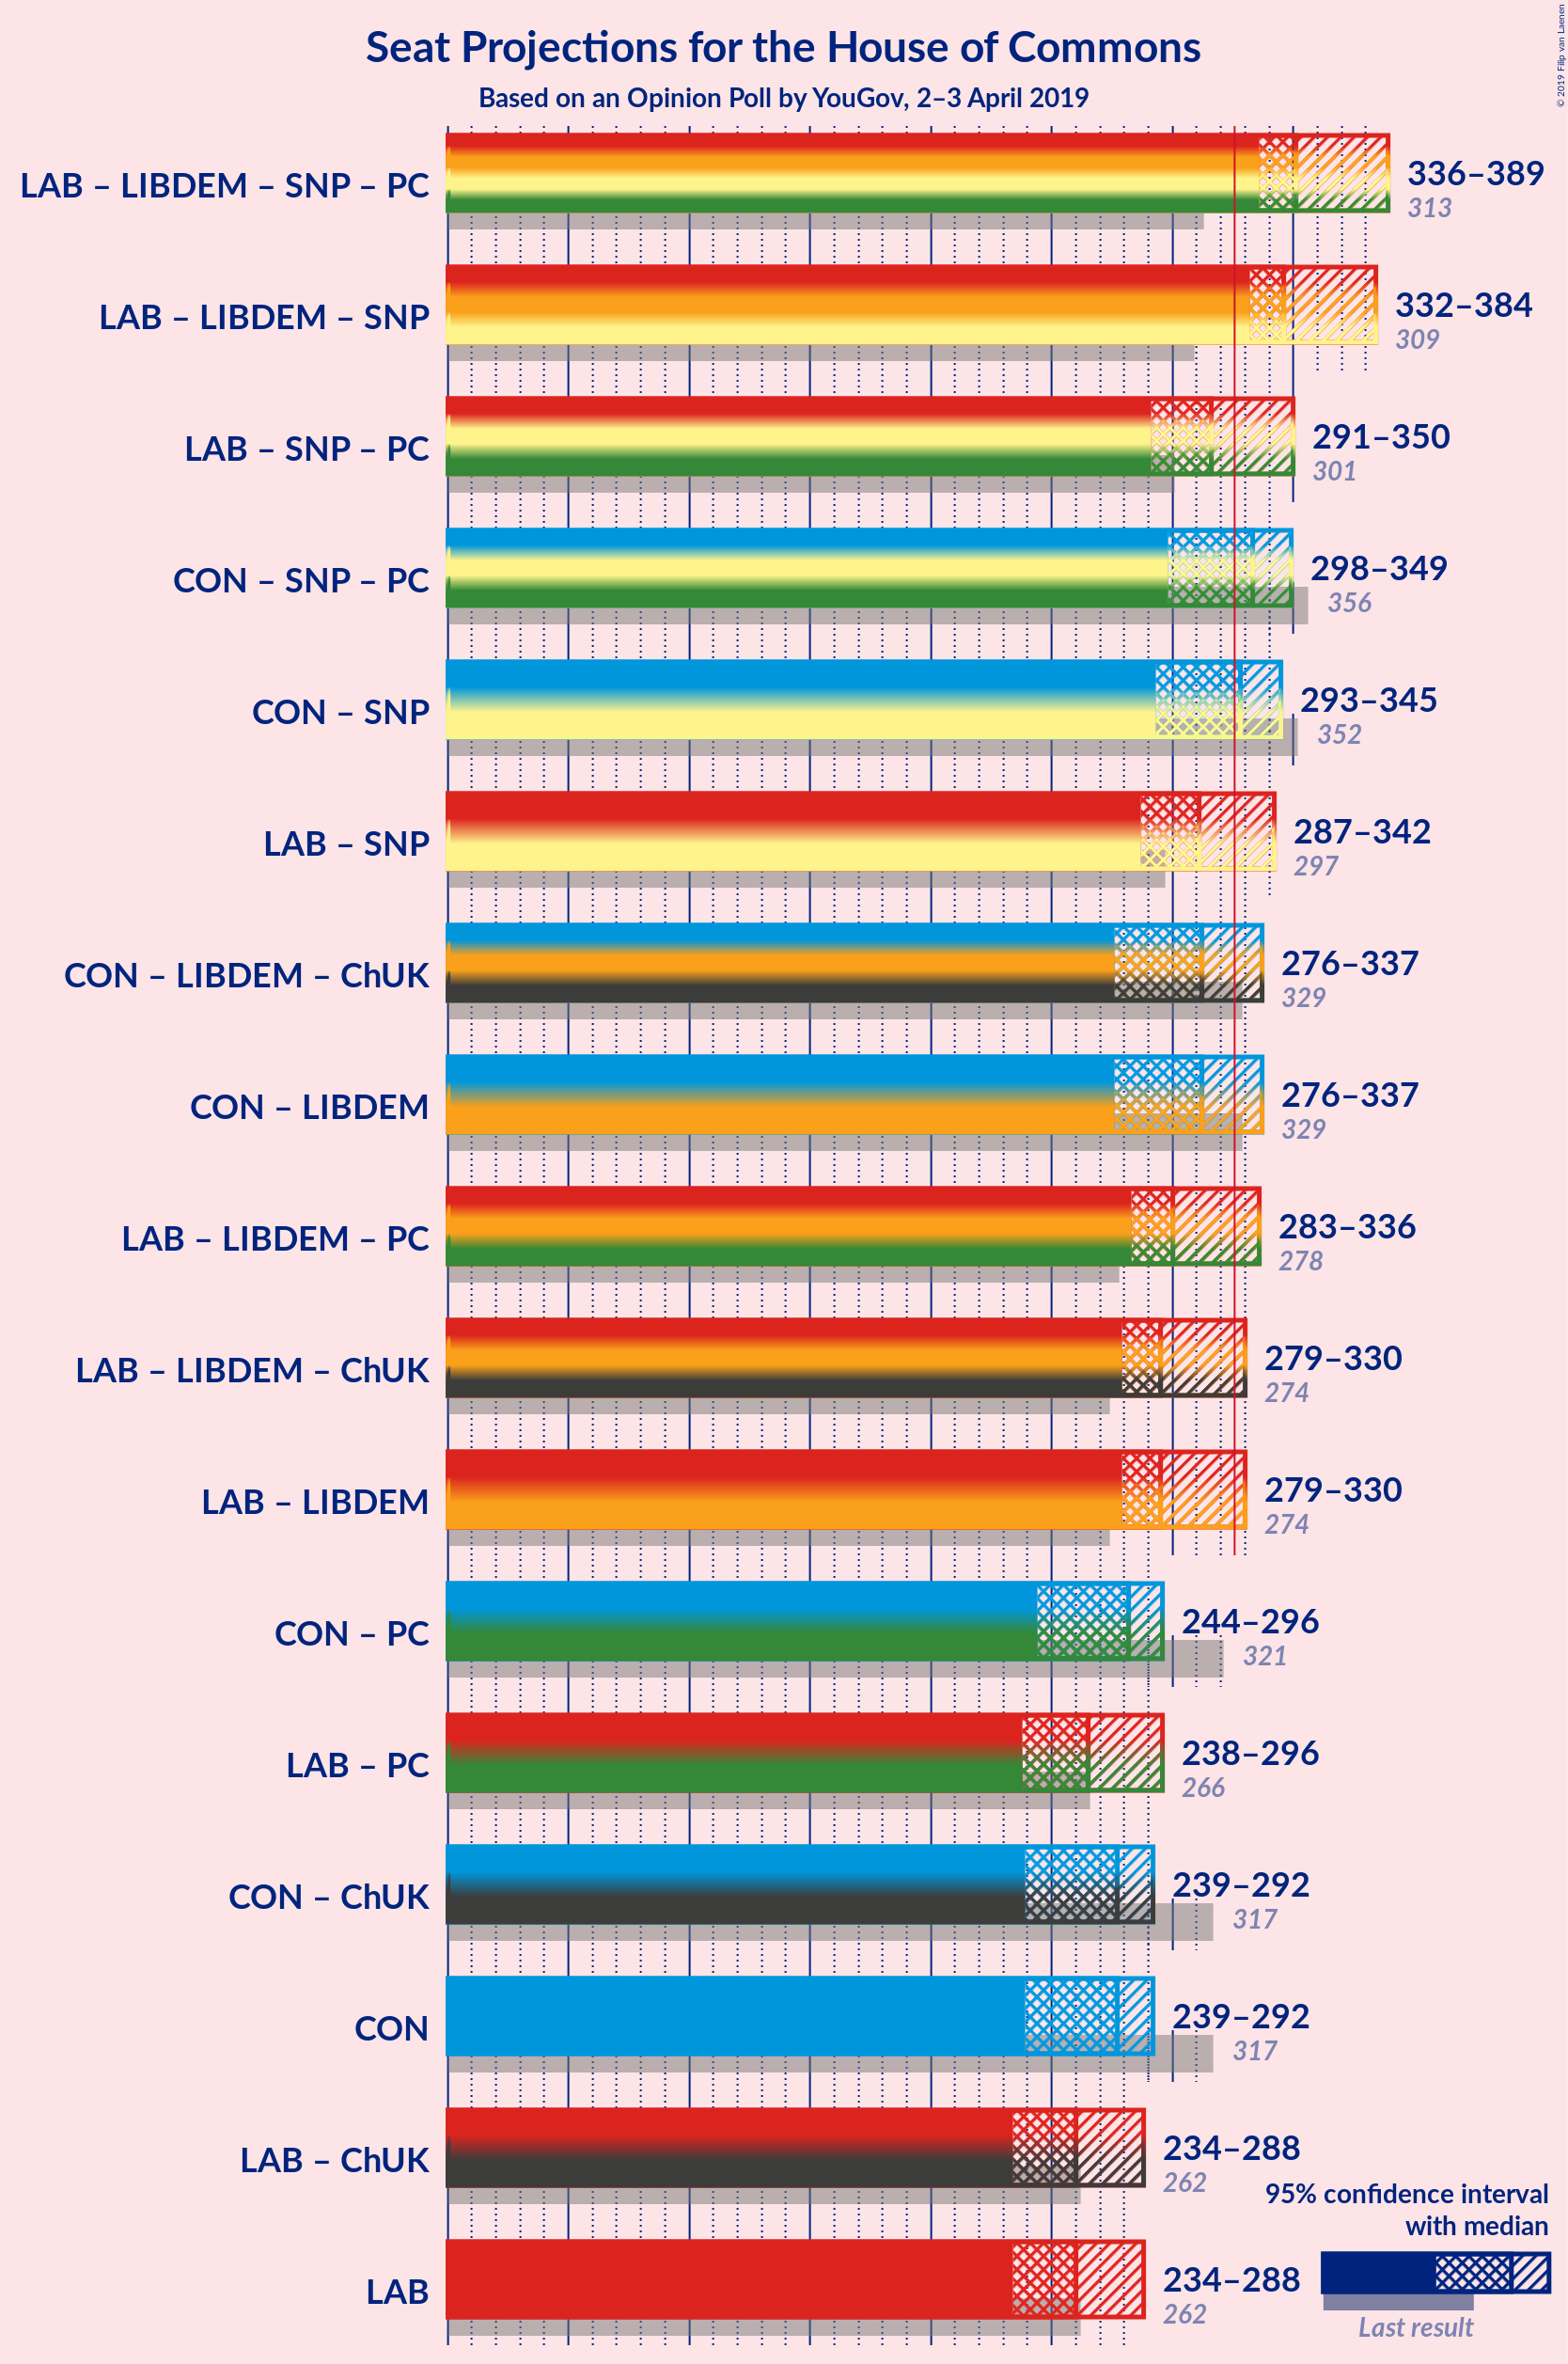 © 2019 Filip van Laenen
Seat Projections for the House of Commons
Based on an Opinion Poll by YouGov, 2–3 April 2019
LAB – LIBDEM – SNP – PC
336–389
313
LAB – LIBDEM – SNP
332–384
309
LAB – SNP – PC
291–350
301
CON – SNP – PC
298–349
356
CON – SNP
293–345
352
LAB – SNP
287–342
297
CON – LIBDEM – ChUK
276–337
329
CON – LIBDEM
276–337
329
LAB – LIBDEM – PC
283–336
278
LAB – LIBDEM – ChUK
279–330
274
LAB – LIBDEM
279–330
274
CON – PC
244–296
321
LAB – PC
238–296
266
CON – ChUK
239–292
317
CON
239–292
317
LAB – ChUK
234–288
262
LAB
234–288
262
95% confidence interval
with median
Last result